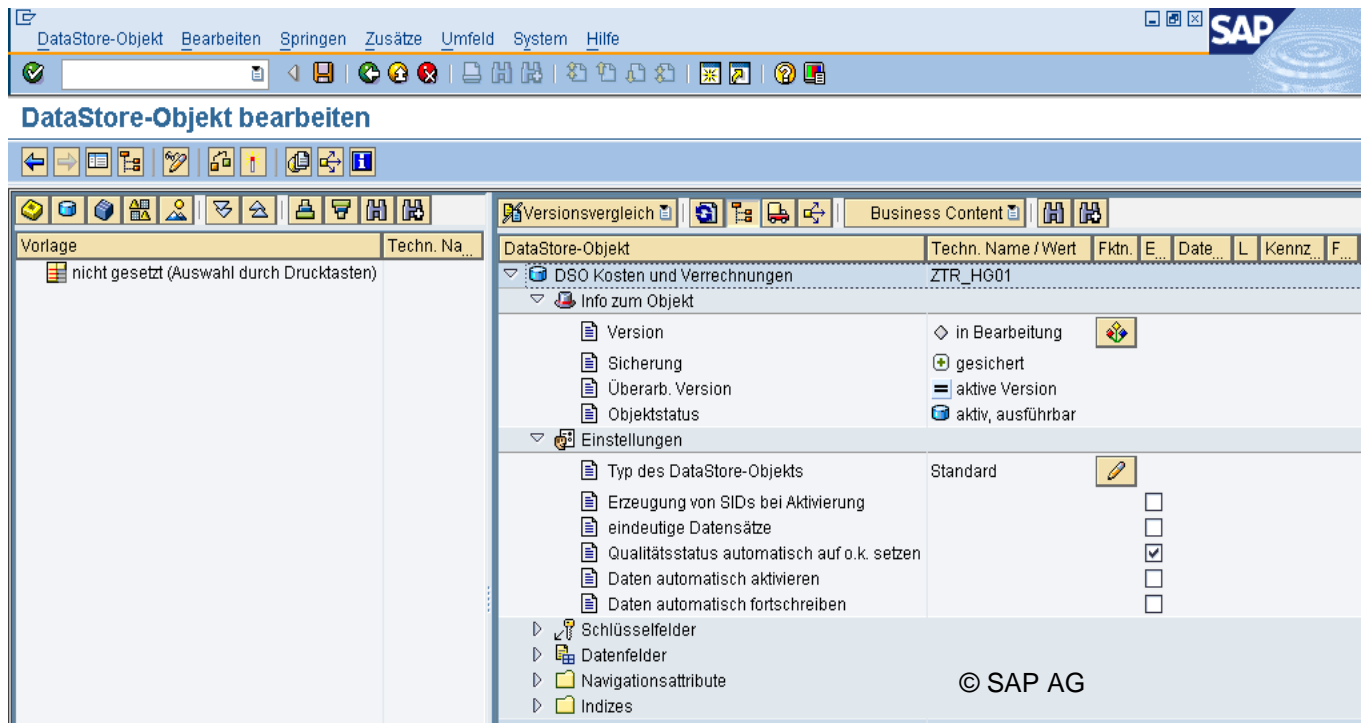 DataStore-Objekt Bearbeiten Springen Zusätze Umfeld System Hilfe
SAP
DataStore-Objekt bearbeiten
Versionsvergleich Business Content
Vorlage Techn. Na...
nicht gesetzt (Auswahl durch Drucktasten)
DataStore-Objekt Techn. Name / Wert Fktn. E... Date... L Kennz... F...
DSO Kosten und Verrechnungen ZTR_HG01
Info zum Objekt
Version in Bearbeitung
Sicherung gesichert
Überarb. Version aktive Version
Objektstatus aktiv, ausführbar
Einstellungen
Typ des DataStore-Objekts Standard
Erzeugung von SIDs bei Aktivierung
eindeutige Datensätze
Qualitätsstatus automatisch auf o.k. setzen
Daten automatisch aktivieren
Daten automatisch fortschreiben
Schlüsselfelder
Datenfelder
Navigationsattribute
© SAP AG
Indizes